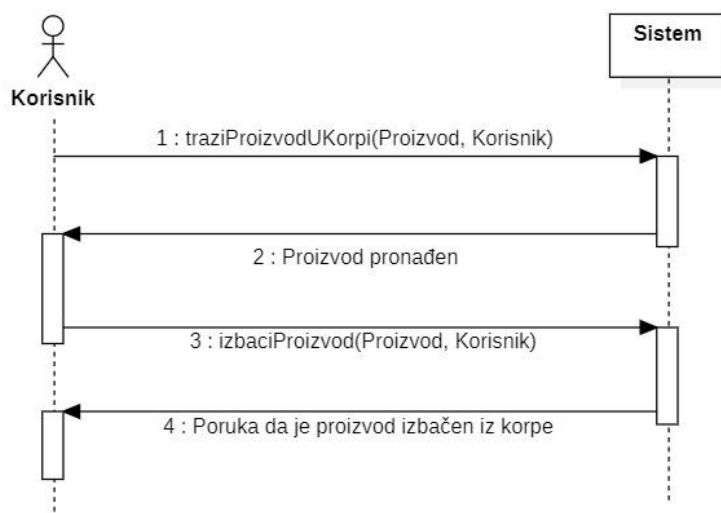 Korisnik
Sistem
1 : traziProizvodUKorpi(Proizvod, Korisnik)
2 : Proizvod pronađen
3 : izbaciProizvod(Proizvod, Korisnik)
4 : Poruka da je proizvod izbačen iz korpe